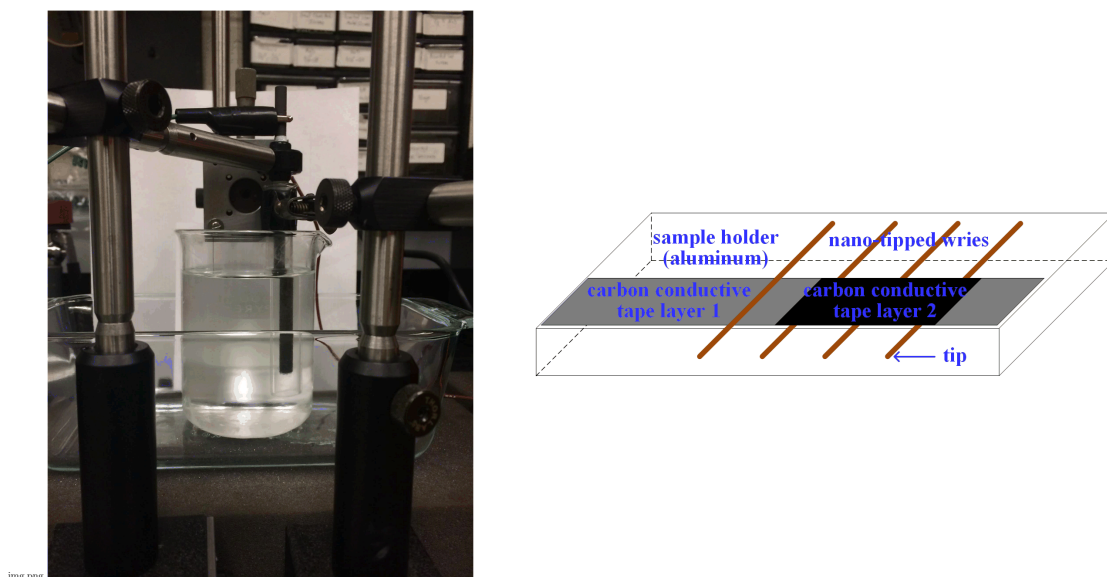 sample holder
(aluminum)
nano-tipped wries
carbon conductive
tape layer 1
carbon conductive
tape layer 2
tip
img.png